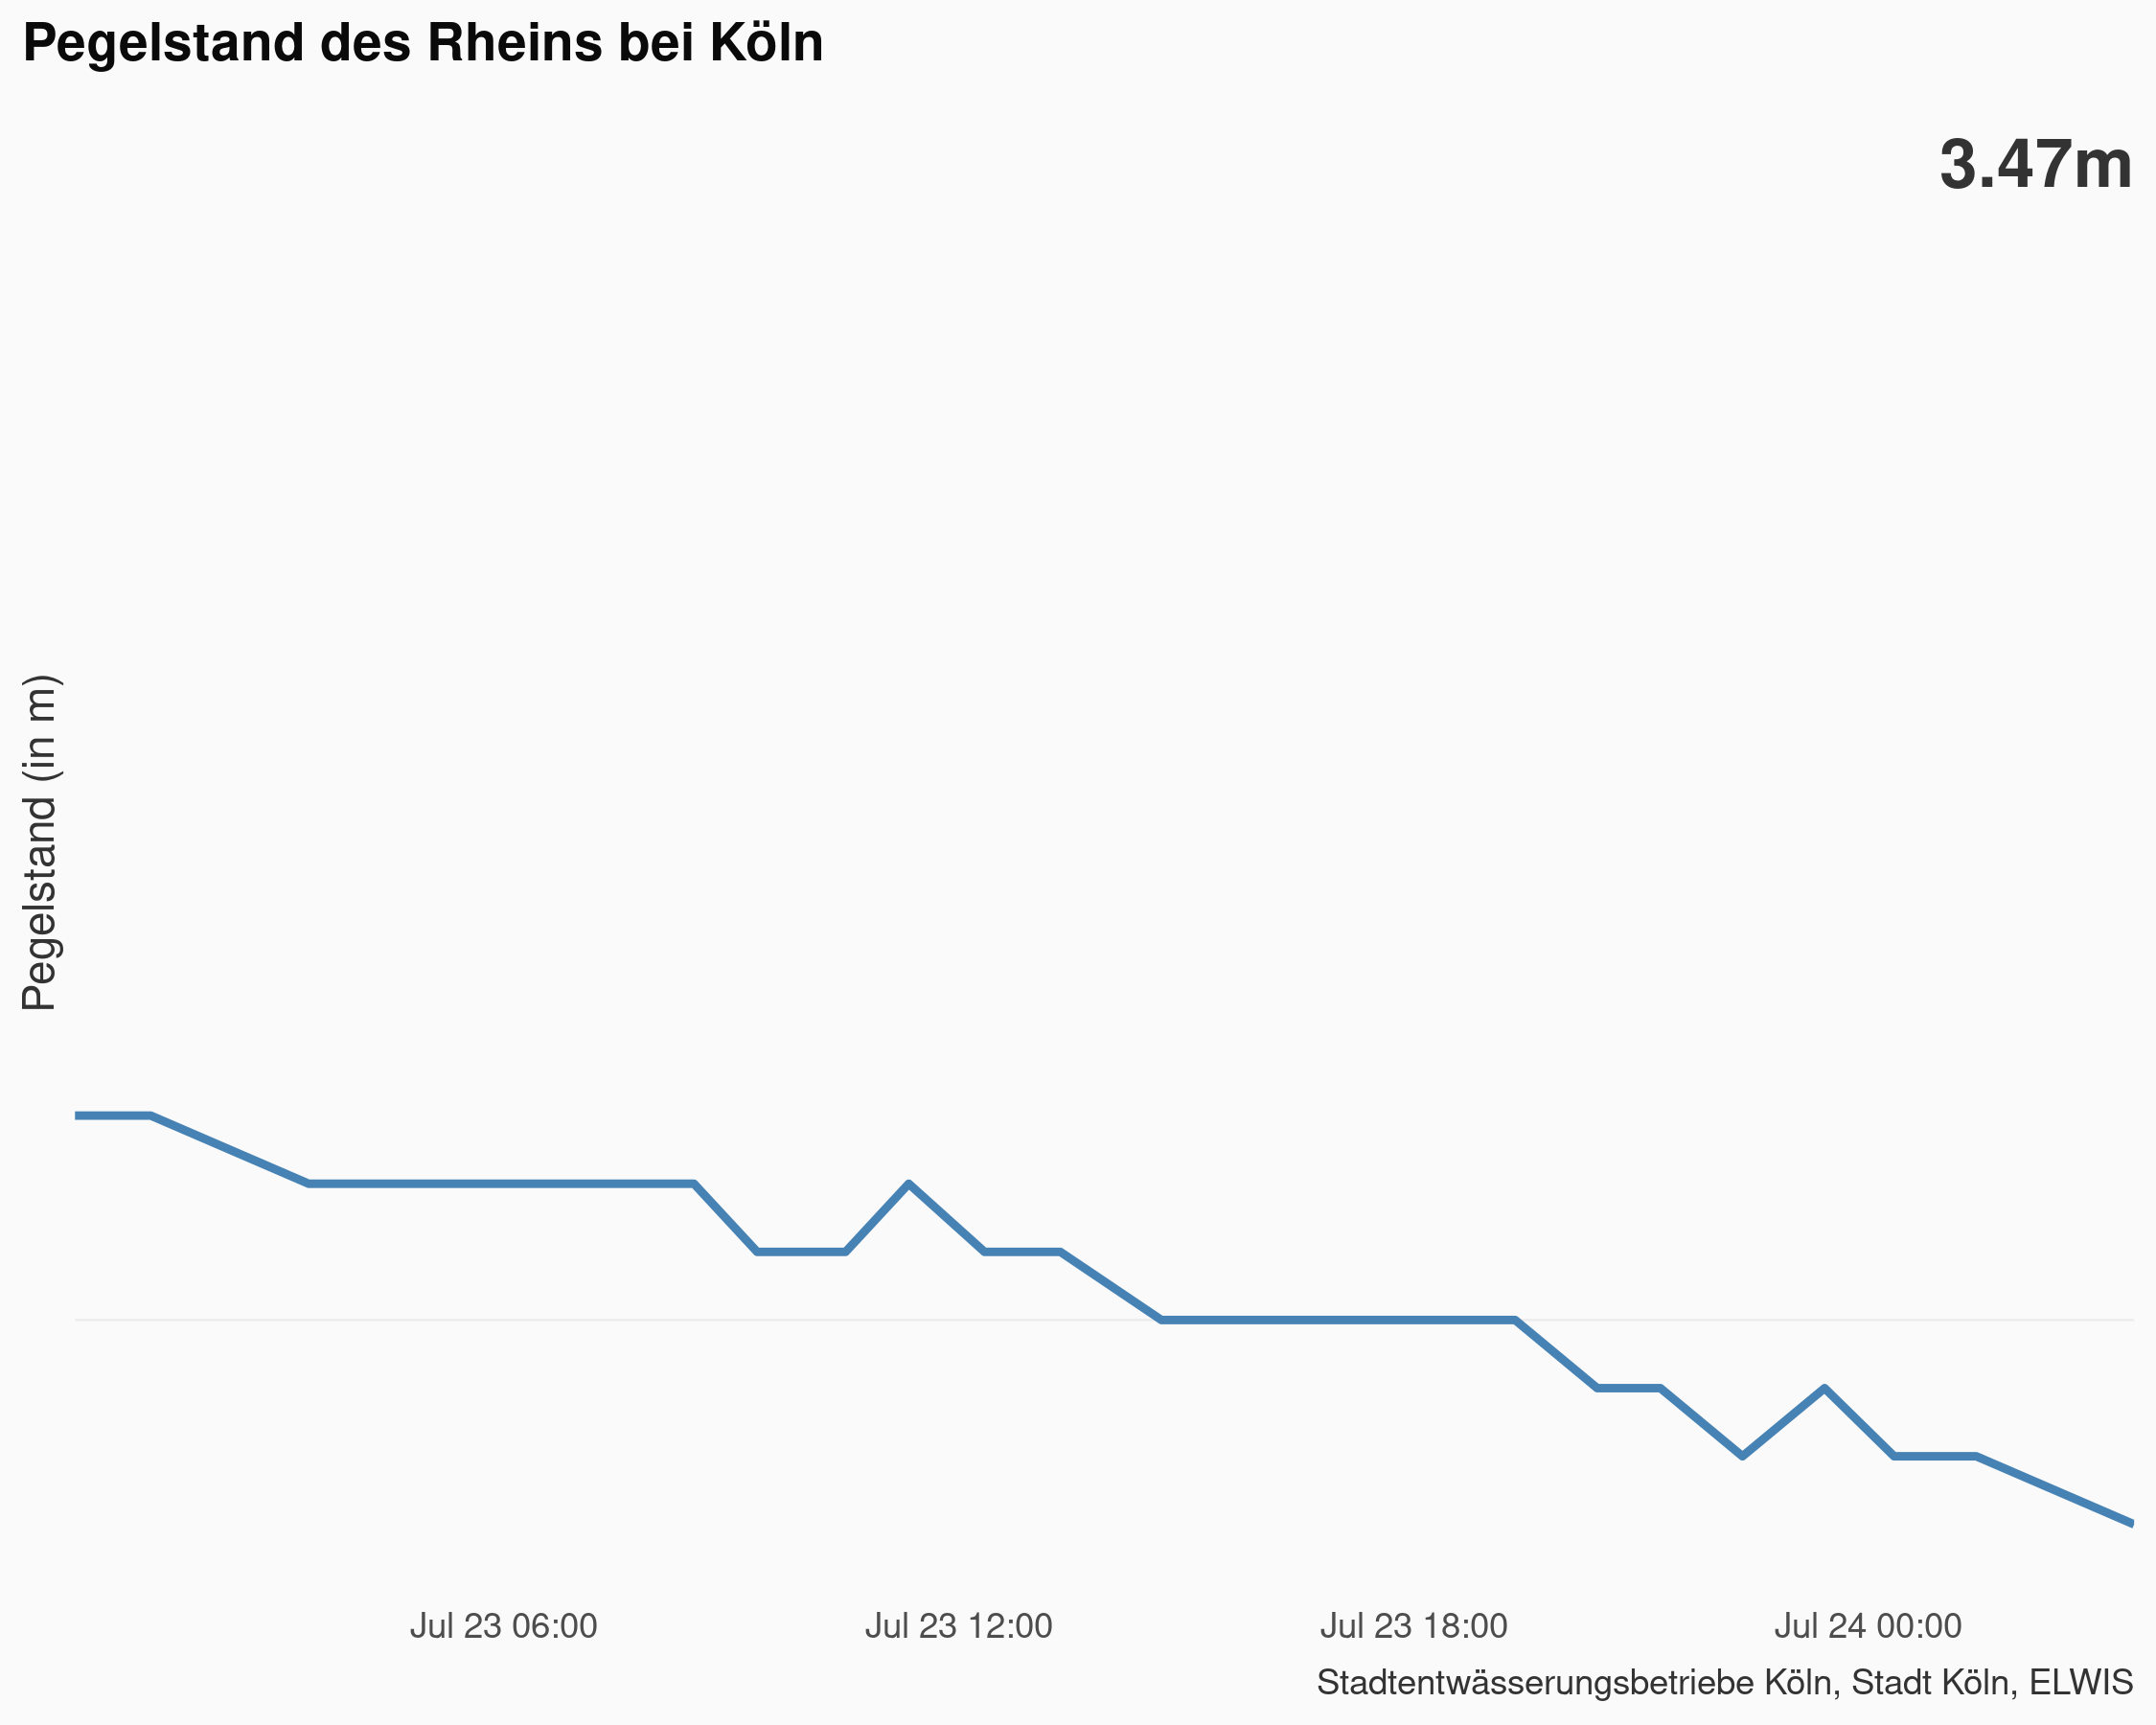 Pegelstand des Rheins bei Köln
3.47m
Pegelstand (in m)
Jul 23 06:00
Jul 23 12:00
Jul 23 18:00
Jul 24 00:00
Stadtentwässerungsbetriebe Köln, Stadt Köln, ELWIS